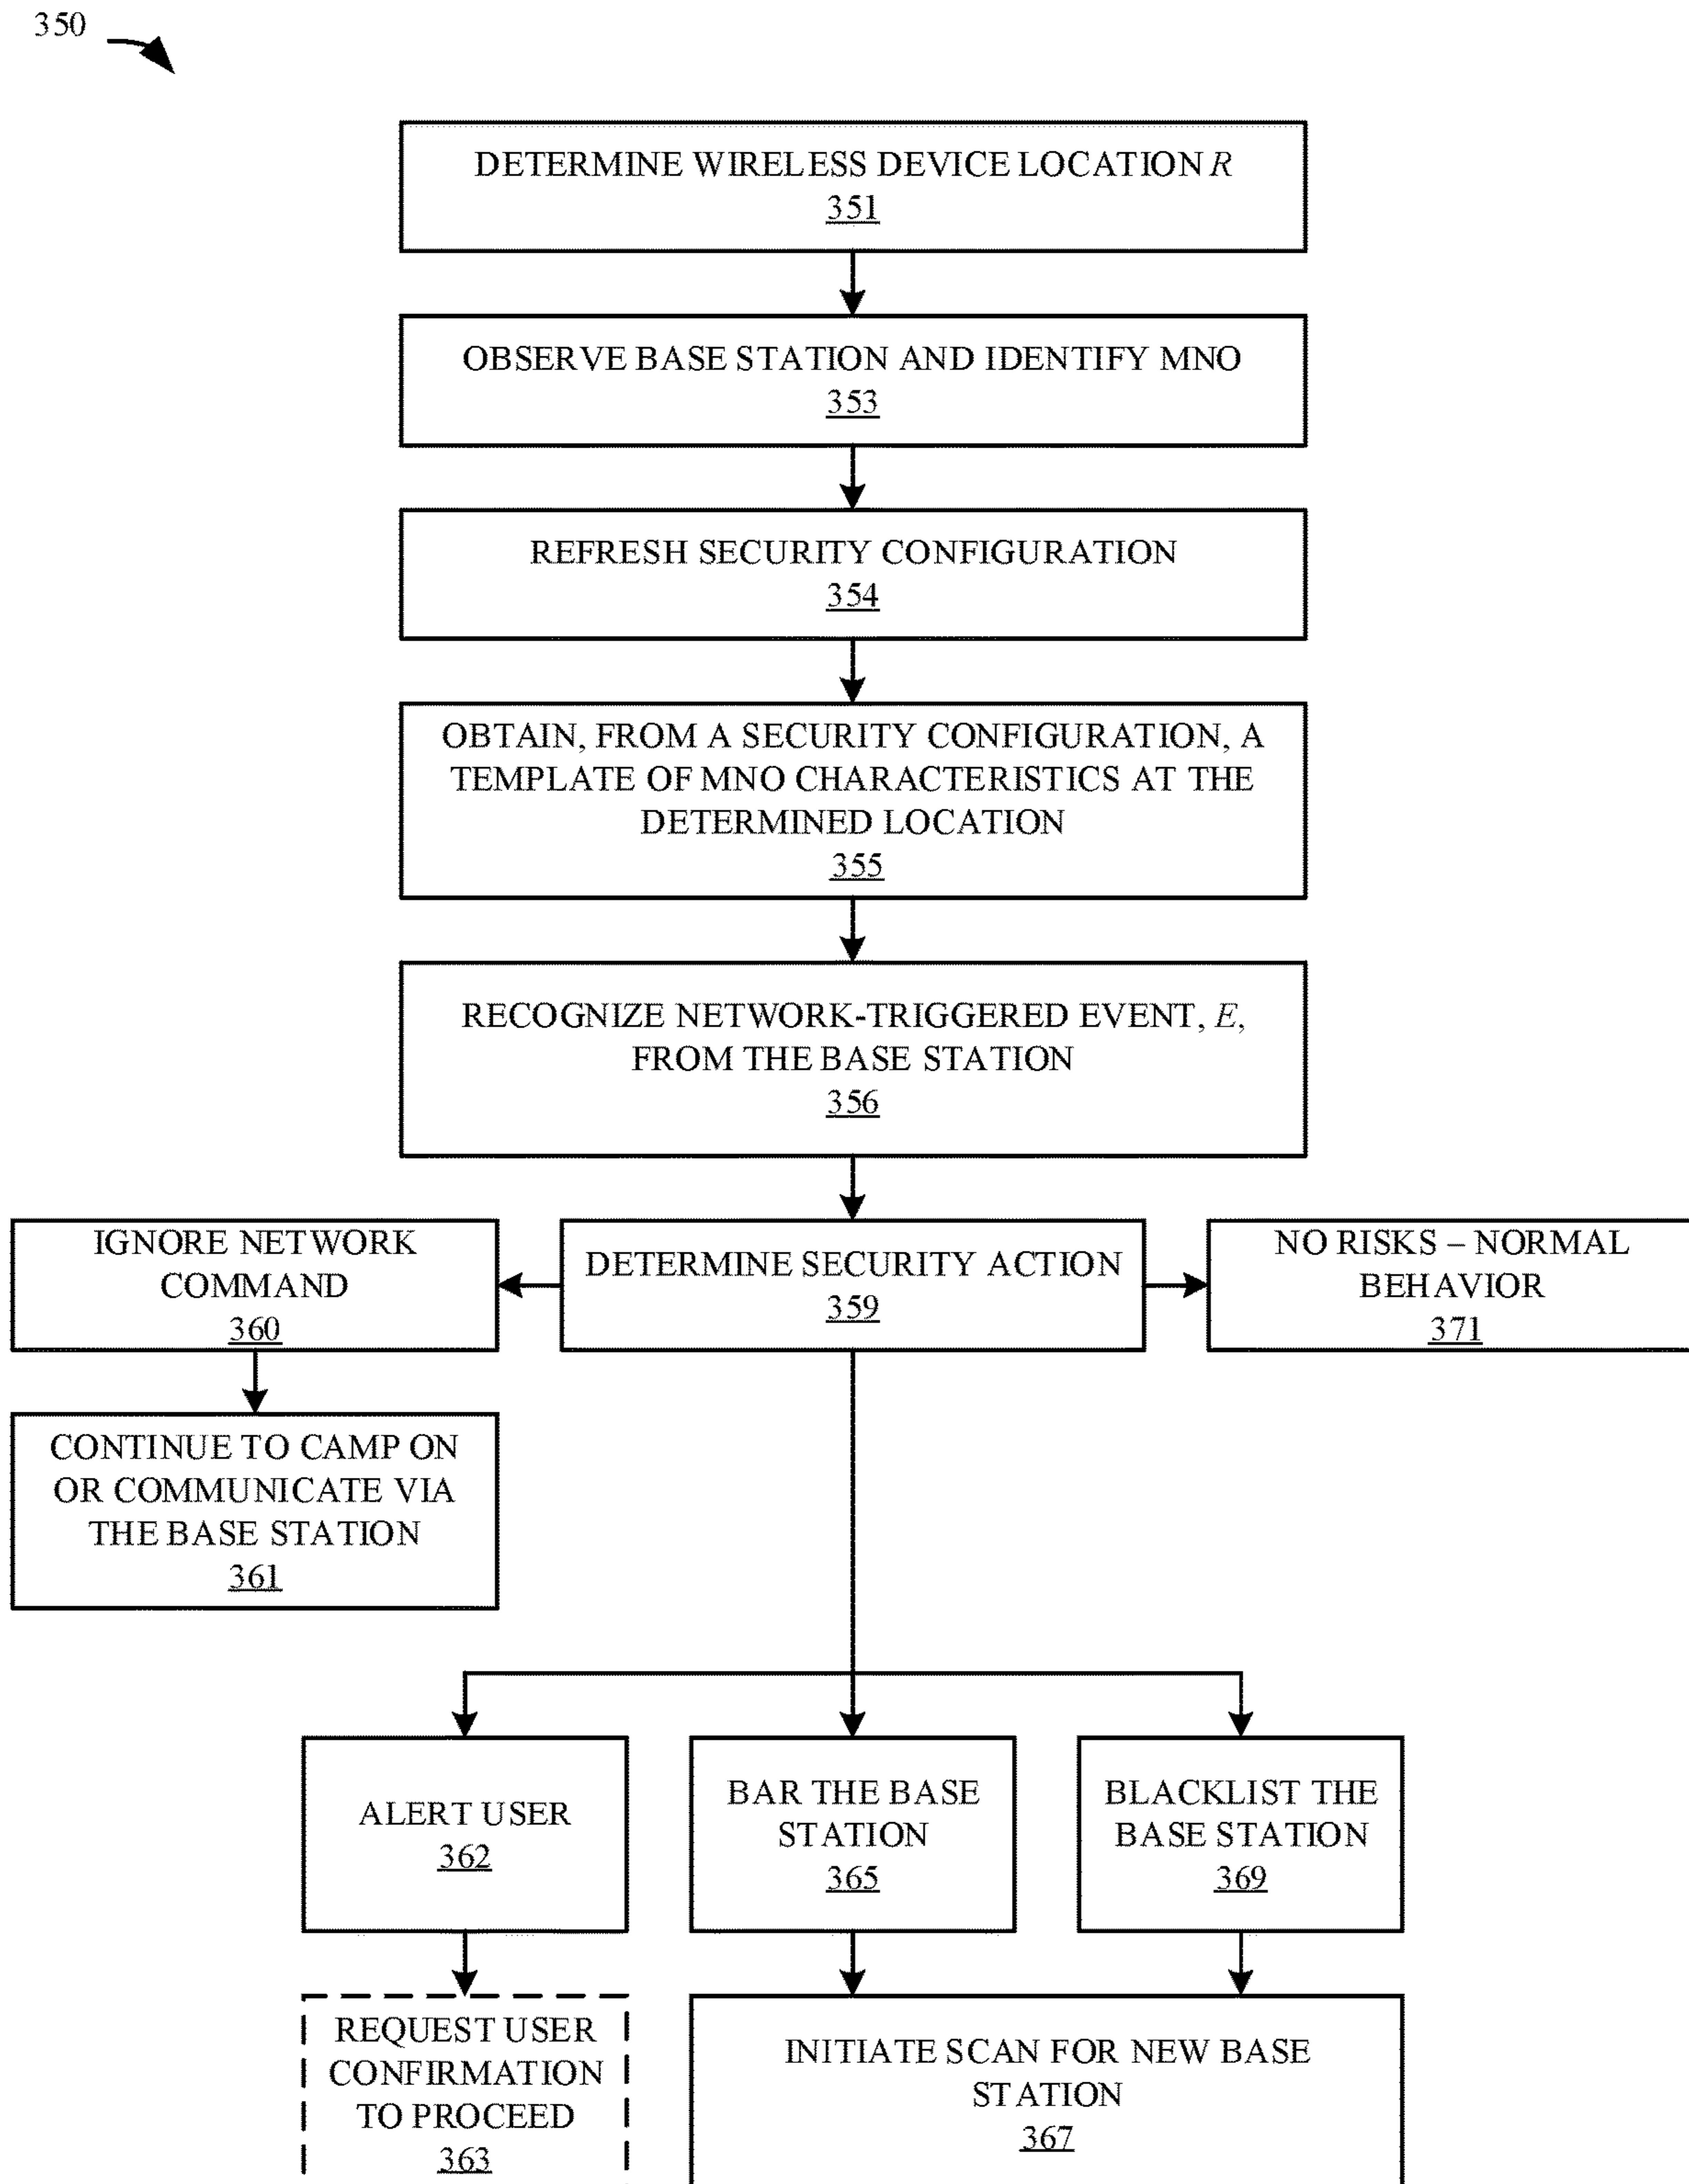 350
DETERMINE WIRELESS DEVICE LOCATION R
351
OBSERVE BASE STATION AND IDENTIFY MNO
353
REFRESH SECURITY CONFIGURATION
354
OBTAIN, FROM A SECURITY CONFIGURATION, A
TEMPLATE OF MNO CHARACTERISTICS AT THE
DETERMINED LOCATION
355
RECOGNIZE NETWORK-TRIGGERED EVENT, E,
FROM THE BASE STATION
356
IGNORE NETWORK
COMMAND
360
DETERMINE SECURITY ACTION
359
NO RISKS – NORMAL
BEHAVIOR
371
CONTINUE TO CAMP ON
OR COMMUNICATE VIA
THE BASE STATION
361
ALERT USER
362
BAR THE BASE
STATION
365
BLACKLIST THE
BASE STATION
369
REQUEST USER
CONFIRMATION
TO PROCEED
363
INITIATE SCAN FOR NEW BASE
STATION
367